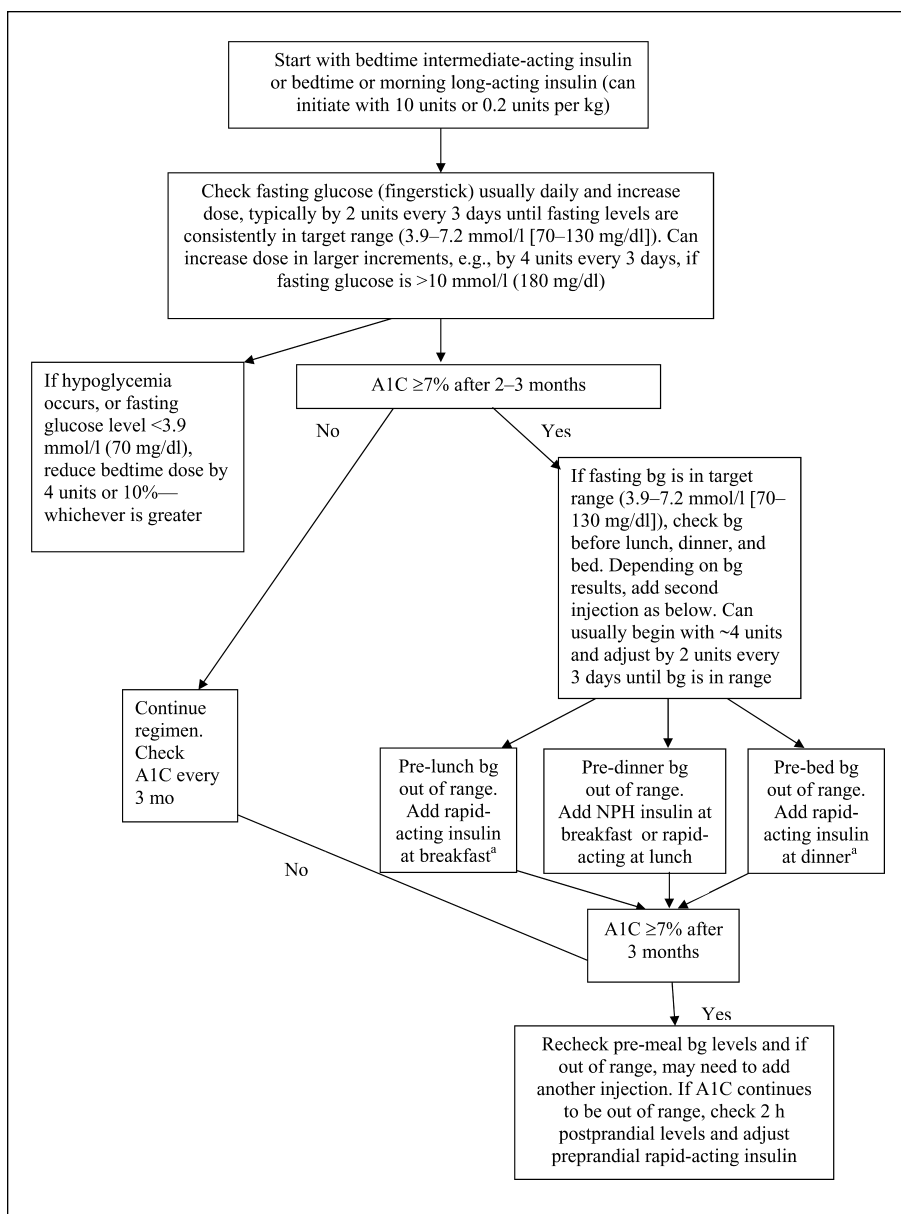 Start with bedtime intermediate-acting insulin
or bedtime or morning long-acting insulin (can
initiate with 10 units or 0.2 units per kg)
Check fasting glucose (fingerstick) usually daily and increase
dose, typically by 2 units every 3 days until fasting levels are
consistently in target range (3.9–7.2 mmol/l [70–130 mg/dl]). Can
increase dose in larger increments, e.g., by 4 units every 3 days, if
fasting glucose is >10 mmol/l (180 mg/dl)
If hypoglycemia
occurs, or fasting
glucose level <3.9
mmol/l (70 mg/dl),
reduce bedtime dose by
4 units or 10%—
whichever is greater
A1C ≥7% after 2–3 months
No
Yes
If fasting bg is in target
range (3.9–7.2 mmol/l [70–
130 mg/dl]), check bg
before lunch, dinner, and
bed. Depending on bg
results, add second
injection as below. Can
usually begin with ~4 units
and adjust by 2 units every
3 days until bg is in range
Continue
regimen.
Check
A1C every
3 mo
Pre-lunch bg
out of range.
Add rapid-
acting insulin
at breakfastᵃ
Pre-dinner bg
out of range.
Add NPH insulin at
breakfast or rapid-
acting at lunch
Pre-bed bg
out of range.
Add rapid-
acting insulin
at dinnerᵃ
No
A1C ≥7% after
3 months
Yes
Recheck pre-meal bg levels and if
out of range, may need to add
another injection. If A1C continues
to be out of range, check 2 h
postprandial levels and adjust
preprandial rapid-acting insulin